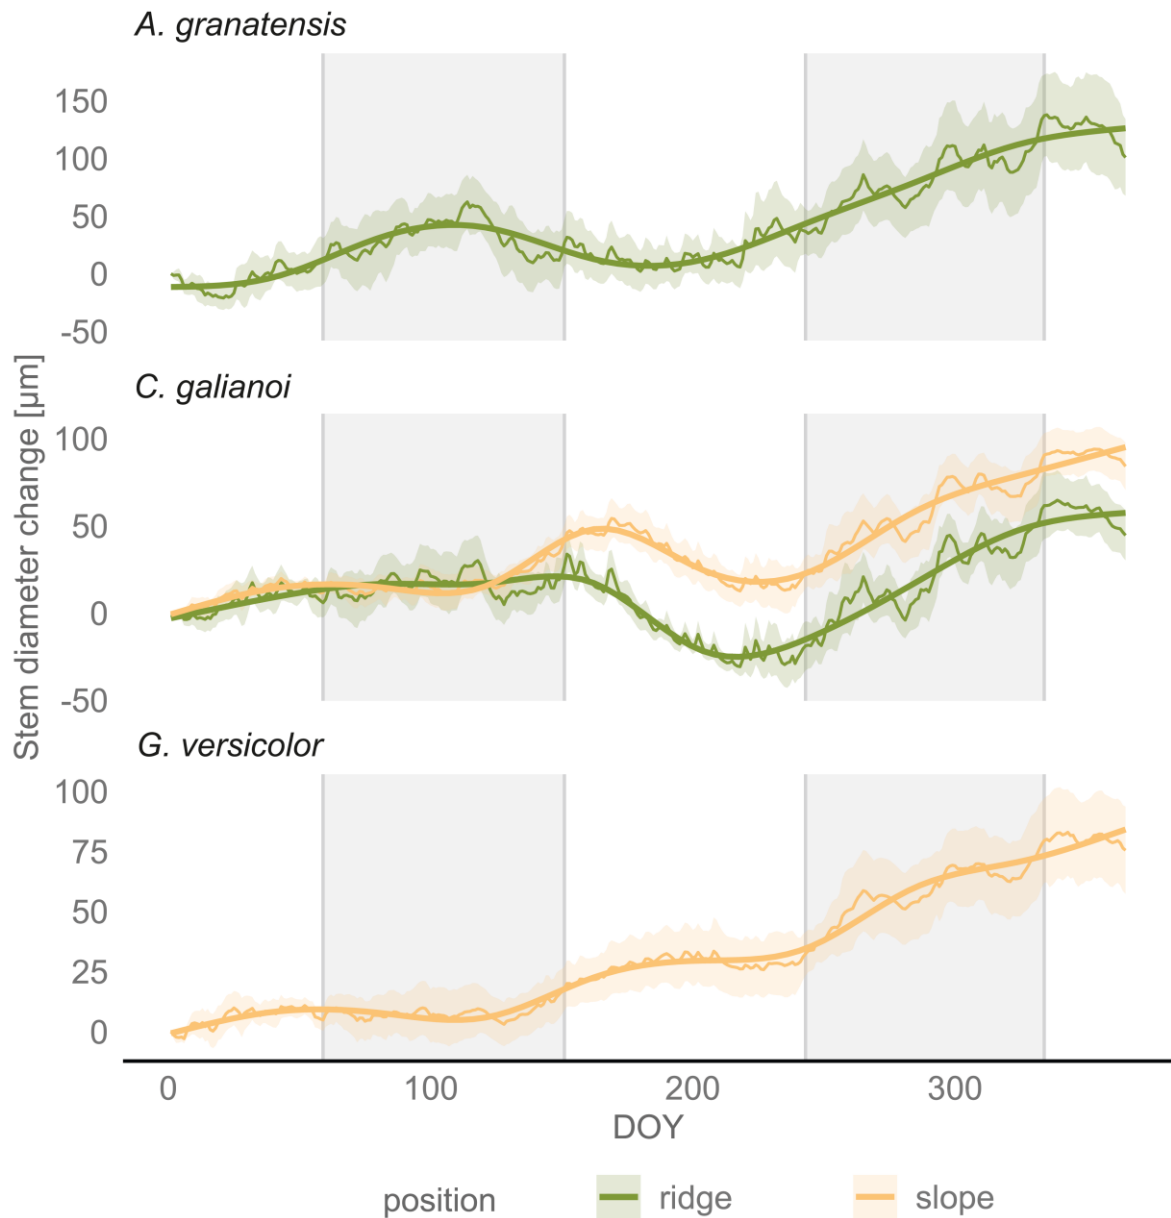 A. granatensis
150
100
50
0
-50
C. galianoi
100
50
0
-50
Stem diameter change [µm]
G. versicolor
100
75
50
25
0
0 100 200 300
DOY
position ridge slope